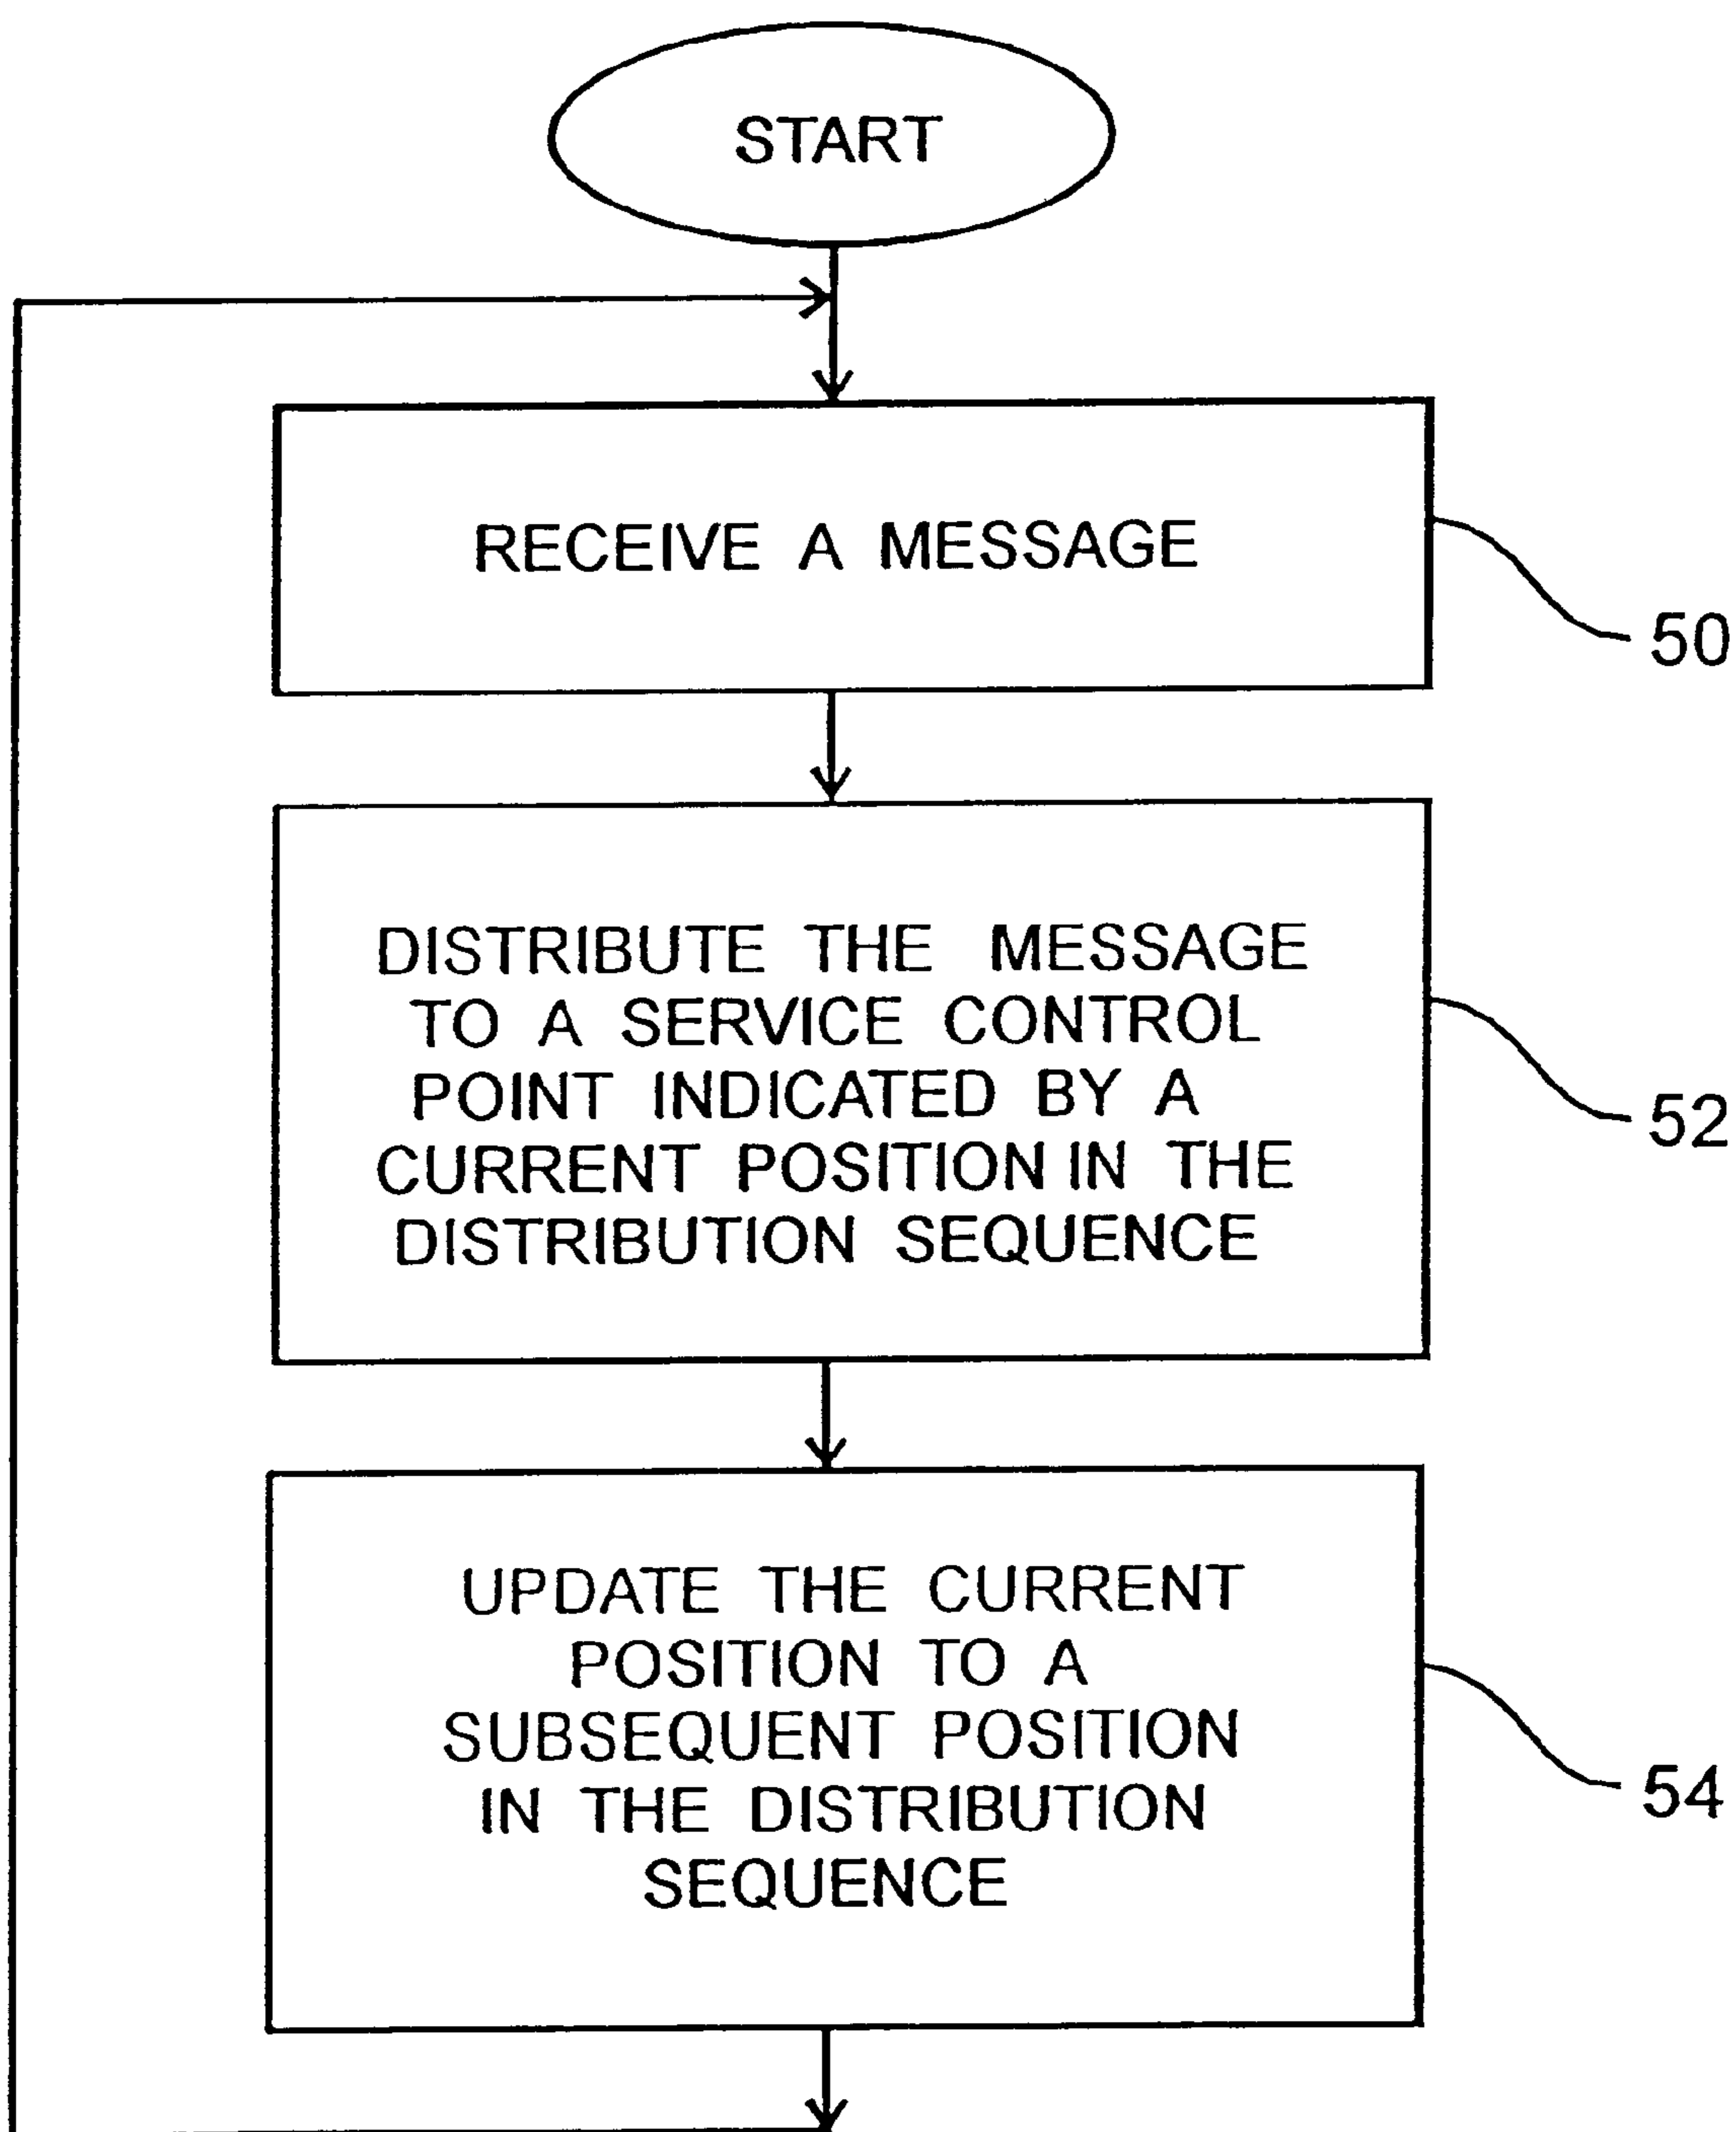 START
RECEIVE A MESSAGE
50
DISTRIBUTE THE MESSAGE
TO A SERVICE CONTROL
POINT INDICATED BY A
CURRENT POSITION IN THE
DISTRIBUTION SEQUENCE
52
UPDATE THE CURRENT
POSITION TO A
SUBSEQUENT POSITION
IN THE DISTRIBUTION
SEQUENCE
54